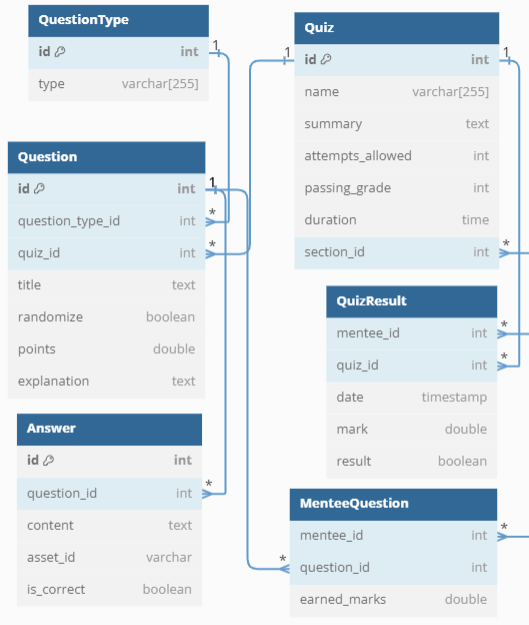 QuestionType
id int
type varchar[255]
1
Question
id int
question_type_id int
quiz_id int
title text
randomize boolean
points double
explanation text
1
*
*
Answer
id int
question_id int
content text
asset_id varchar
is_correct boolean
*
Quiz
id int
name varchar[255]
summary text
attempts_allowed int
passing_grade int
duration time
section_id int
1
1
*
QuizResult
mentee_id int
quiz_id int
date timestamp
mark double
result boolean
*
*
MenteeQuestion
mentee_id int
question_id int
earned_marks double
*
*